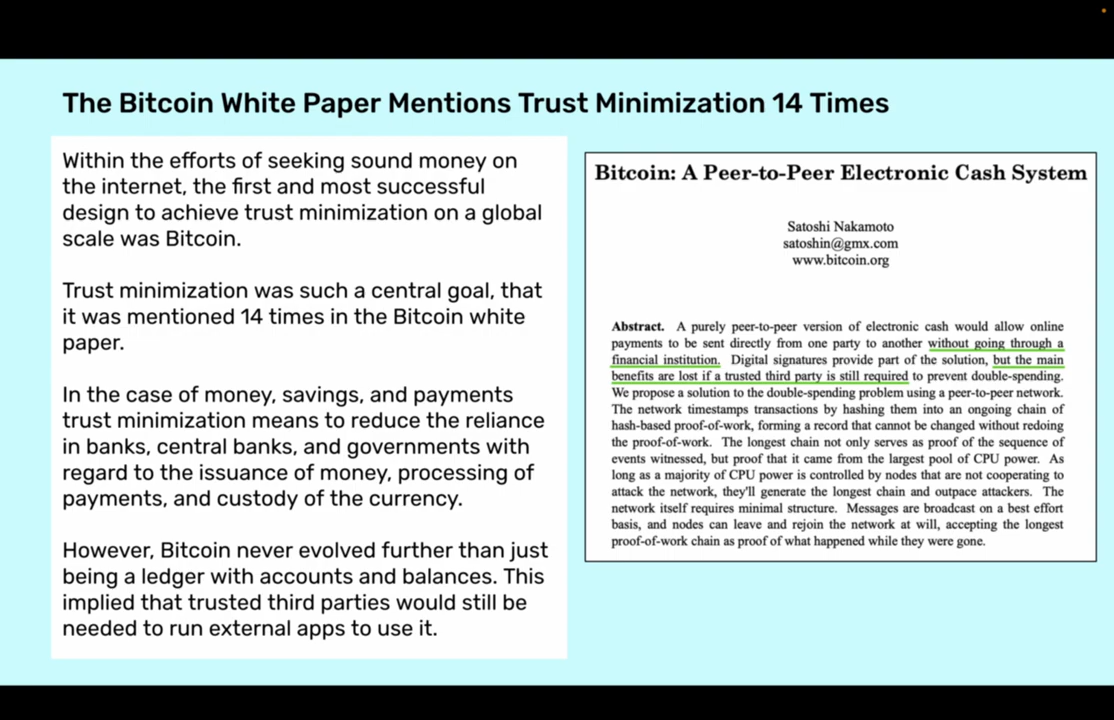 The Bitcoin White Paper Mentions Trust Minimization 14 Times
Within the efforts of seeking sound money on
the internet, the first and most successful
design to achieve trust minimization on a global
scale was Bitcoin.
Trust minimization was such a central goal, that
it was mentioned 14 times in the Bitcoin white
paper.
In the case of money, savings, and payments
trust minimization means to reduce the reliance
in banks, central banks, and governments with
regard to the issuance of money, processing of
payments, and custody of the currency.
However, Bitcoin never evolved further than just
being a ledger with accounts and balances. This
implied that trusted third parties would still be
needed to run external apps to use it.
Bitcoin: A Peer-to-Peer Electronic Cash System
Satoshi Nakamoto
satoshin@gmx.com
www.bitcoin.org
Abstract. A purely peer-to-peer version of electronic cash would allow online
payments to be sent directly from one party to another without going through a
financial institution. Digital signatures provide part of the solution, but the main
benefits are lost if a trusted third party is still required to prevent double-spending.
We propose a solution to the double-spending problem using a peer-to-peer network.
The network timestamps transactions by hashing them into an ongoing chain of
hash-based proof-of-work, forming a record that cannot be changed without redoing
the proof-of-work. The longest chain not only serves as proof of the sequence of
events witnessed, but proof that it came from the largest pool of CPU power. As
long as a majority of CPU power is controlled by nodes that are not cooperating to
attack the network, they'll generate the longest chain and outpace attackers. The
network itself requires minimal structure. Messages are broadcast on a best effort
basis, and nodes can leave and rejoin the network at will, accepting the longest
proof-of-work chain as proof of what happened while they were gone.